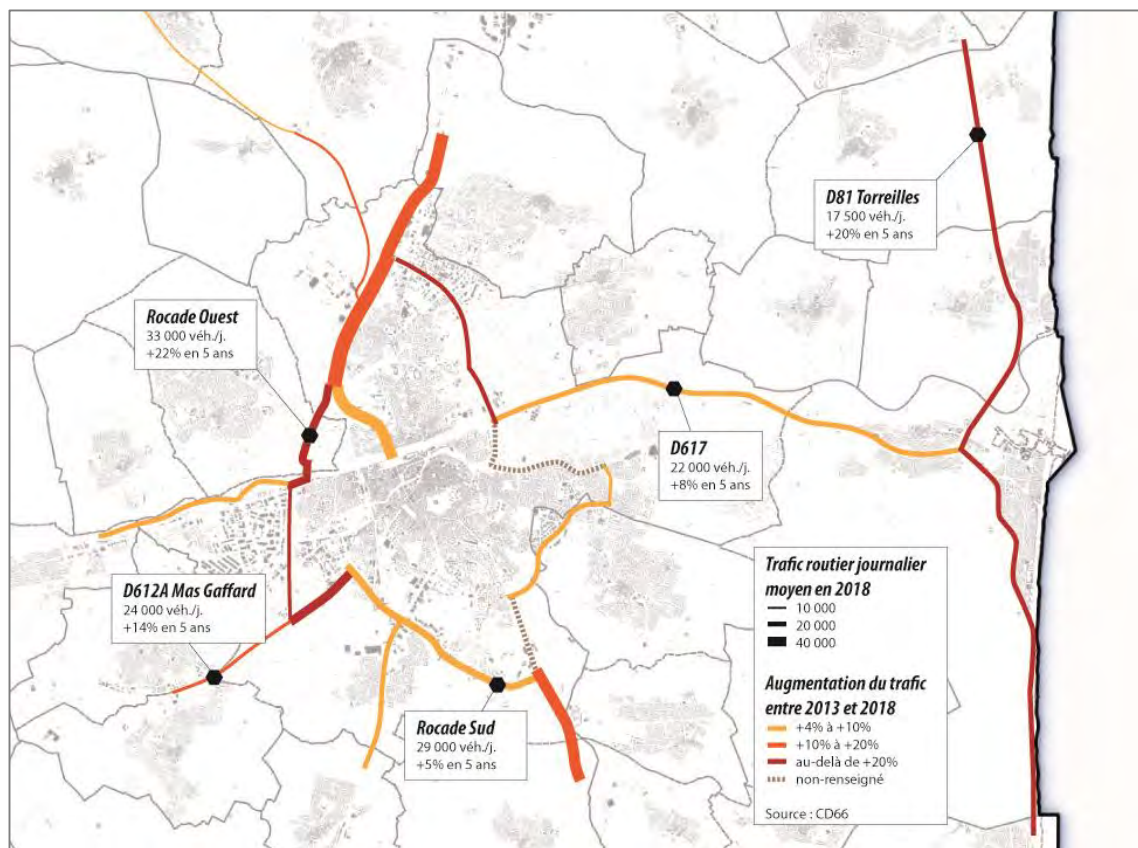 D81 Torreilles
17 500 véh./j.
+20% en 5 ans
Rocade Ouest
33 000 véh./j.
+22% en 5 ans
D617
22 000 véh./j.
+8% en 5 ans
D612A Mas Gaffard
24 000 véh./j.
+14% en 5 ans
Rocade Sud
29 000 véh./j.
+5% en 5 ans
Trafic routier journalier
moyen en 2018
10 000
20 000
40 000
Augmentation du trafic
entre 2013 et 2018
+4% à +10%
+10% à +20%
au-delà de +20%
non-renseigné
Source : CD66